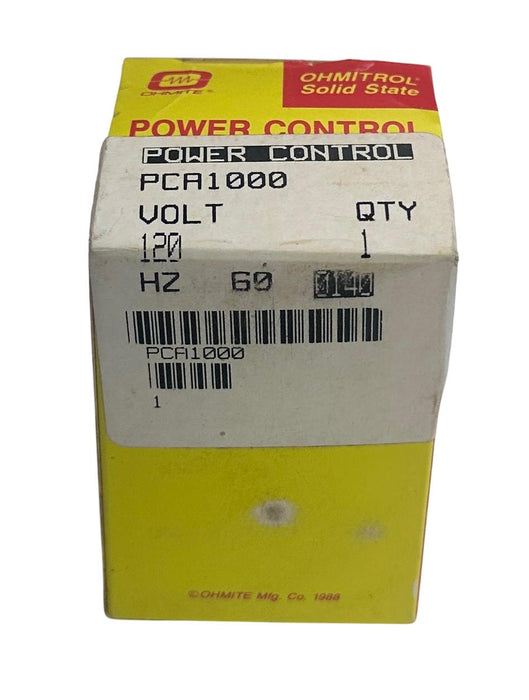 OHMITE®
OHMITROL®
Solid State
POWER CONTROL
POWER CONTROL
PCA1000
VOLT QTY
120 1
HZ 60 0140
PCA1000
1
©OHMITE Mfg. Co. 1988